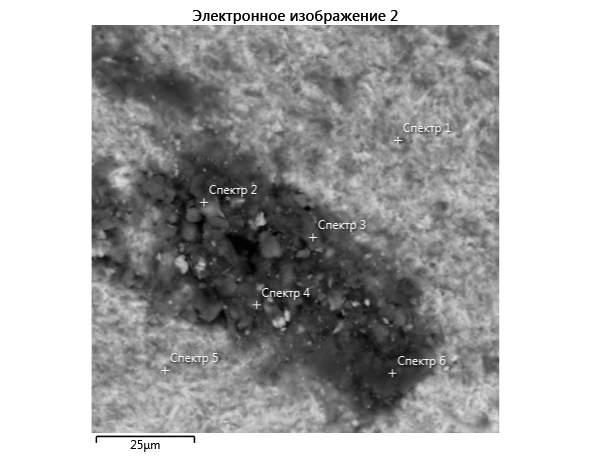 Электронное изображение 2
Спектр 1
Спектр 2
Спектр 3
Спектр 4
Спектр 5
Спектр 6
25µm